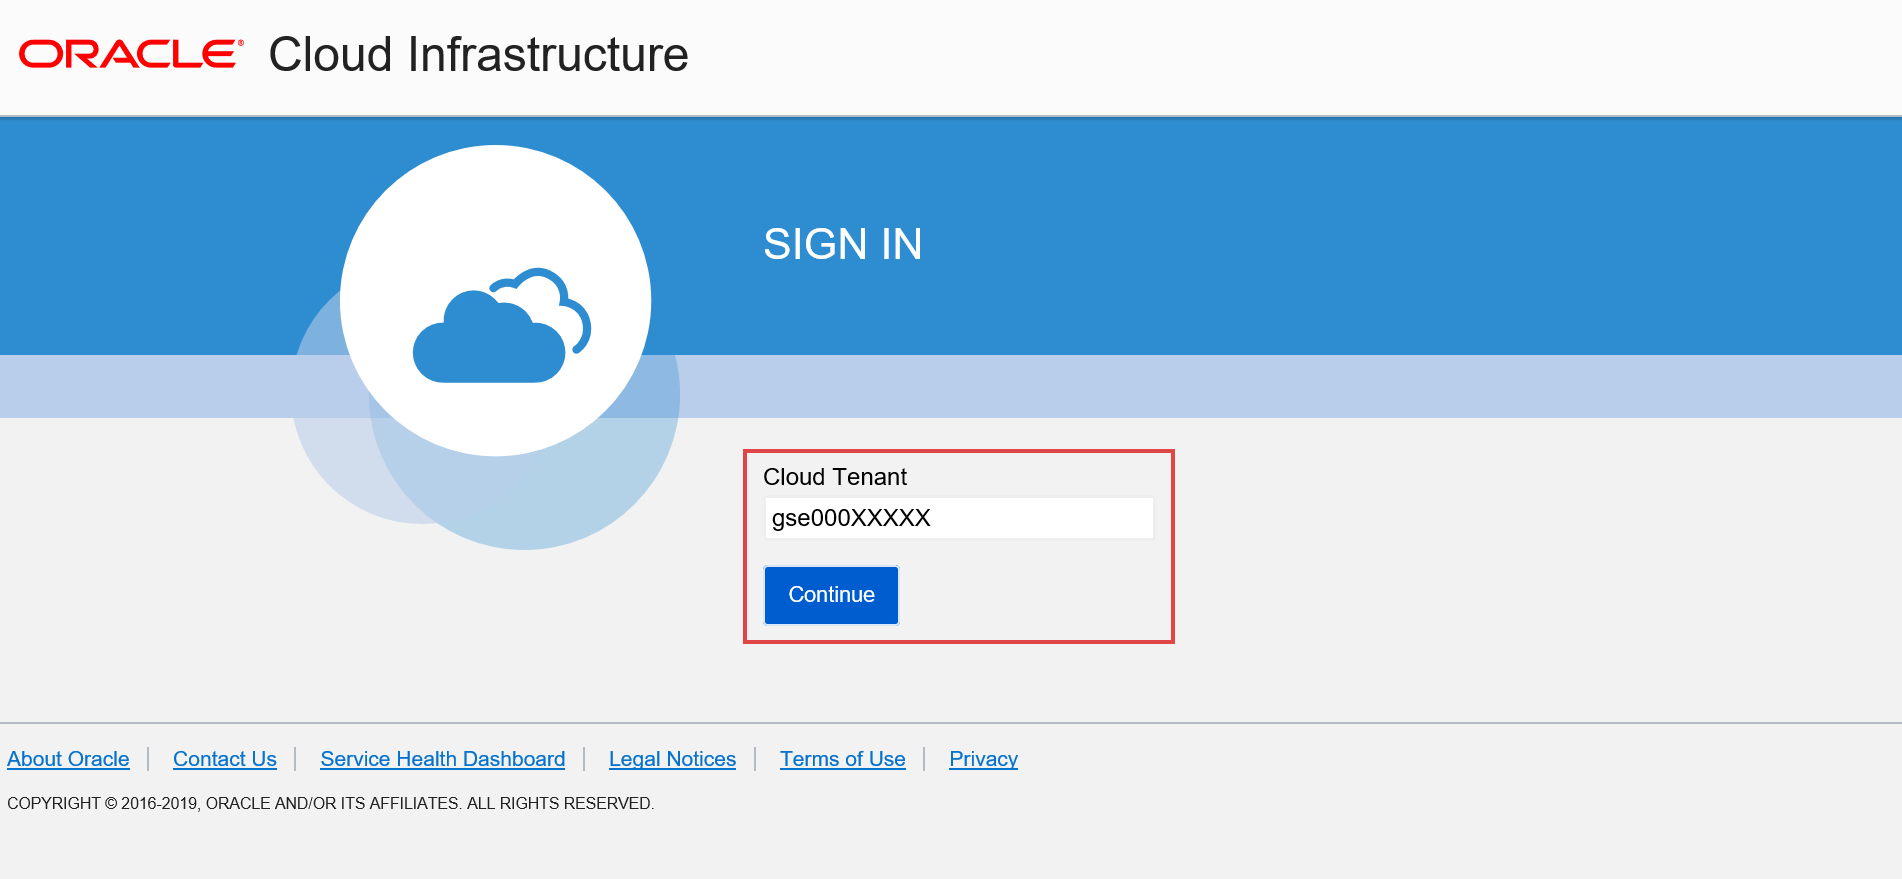 ORACLE® Cloud Infrastructure
SIGN IN
Cloud Tenant
gse000XXXXX
Continue
About Oracle Contact Us Service Health Dashboard Legal Notices Terms of Use Privacy
COPYRIGHT © 2016-2019, ORACLE AND/OR ITS AFFILIATES. ALL RIGHTS RESERVED.